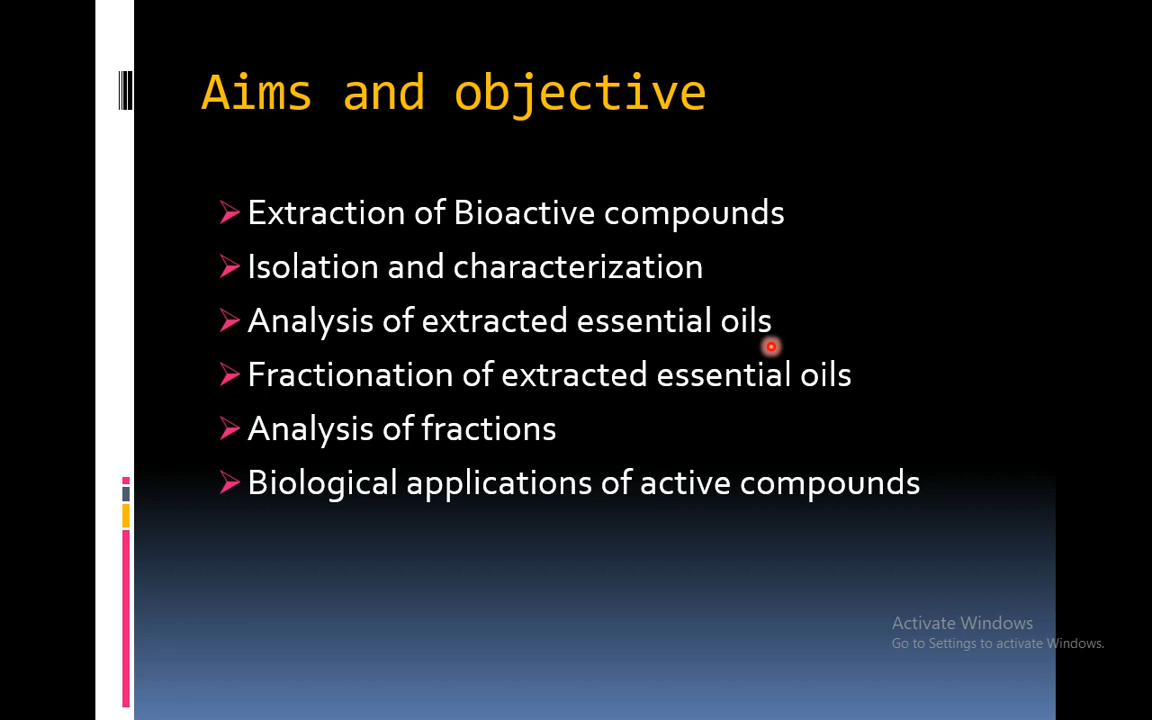 Aims and objective
Extraction of Bioactive compounds
Isolation and characterization
Analysis of extracted essential oils
Fractionation of extracted essential oils
Analysis of fractions
Biological applications of active compounds
Activate Windows
Go to Settings to activate Windows.